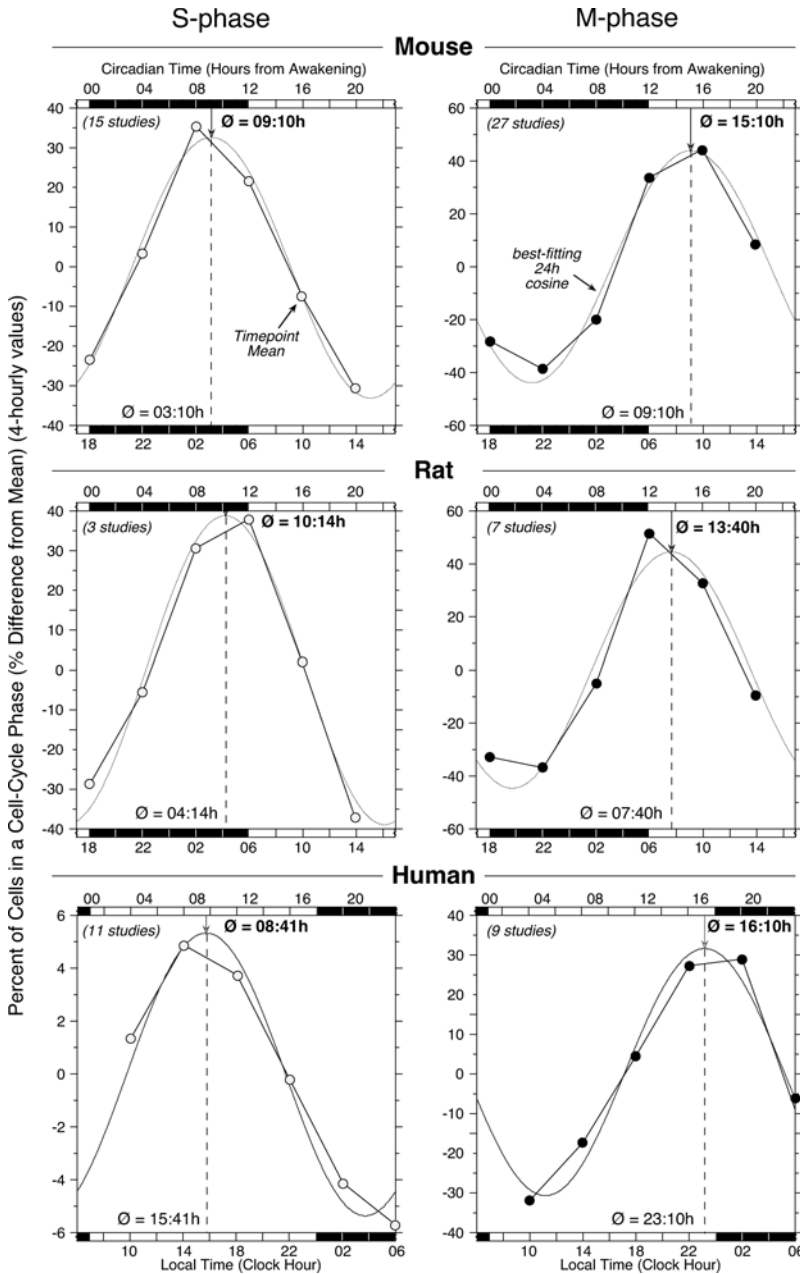 S-phase M-phase
Mouse
Circadian Time (Hours from Awakening) Circadian Time (Hours from Awakening)
00 04 08 12 16 20 00 04 08 12 16 20
40 60
(15 studies) Ø = 09:10h (27 studies) Ø = 15:10h
30 40
20
10 20
best-fitting
24h
cosine
0 0
-10
Timepoint
Mean
-20 -20
-30 -40
Ø = 03:10h Ø = 09:10h
-40 -60
18 22 02 06 10 14 18 22 02 06 10 14
Rat
00 04 08 12 16 20 00 04 08 12 16 20
40 60
(3 studies) Ø = 10:14h (7 studies) Ø = 13:40h
30 40
20
10 20
0 0
-10
-20 -20
-30 -40
Ø = 04:14h Ø = 07:40h
-40 -60
18 22 02 06 10 14 18 22 02 06 10 14
Human
00 04 08 12 16 20 00 04 08 12 16 20
6 40
(11 studies) Ø = 08:41h (9 studies) Ø = 16:10h
4 30
20
2 10
0 0
-2 -10
-20
-4 -30
Ø = 15:41h Ø = 23:10h
-6 -40
10 14 18 22 02 06 10 14 18 22 02 06
Local Time (Clock Hour) Local Time (Clock Hour)
Percent of Cells in a Cell-Cycle Phase (% Difference from Mean) (4-hourly values)